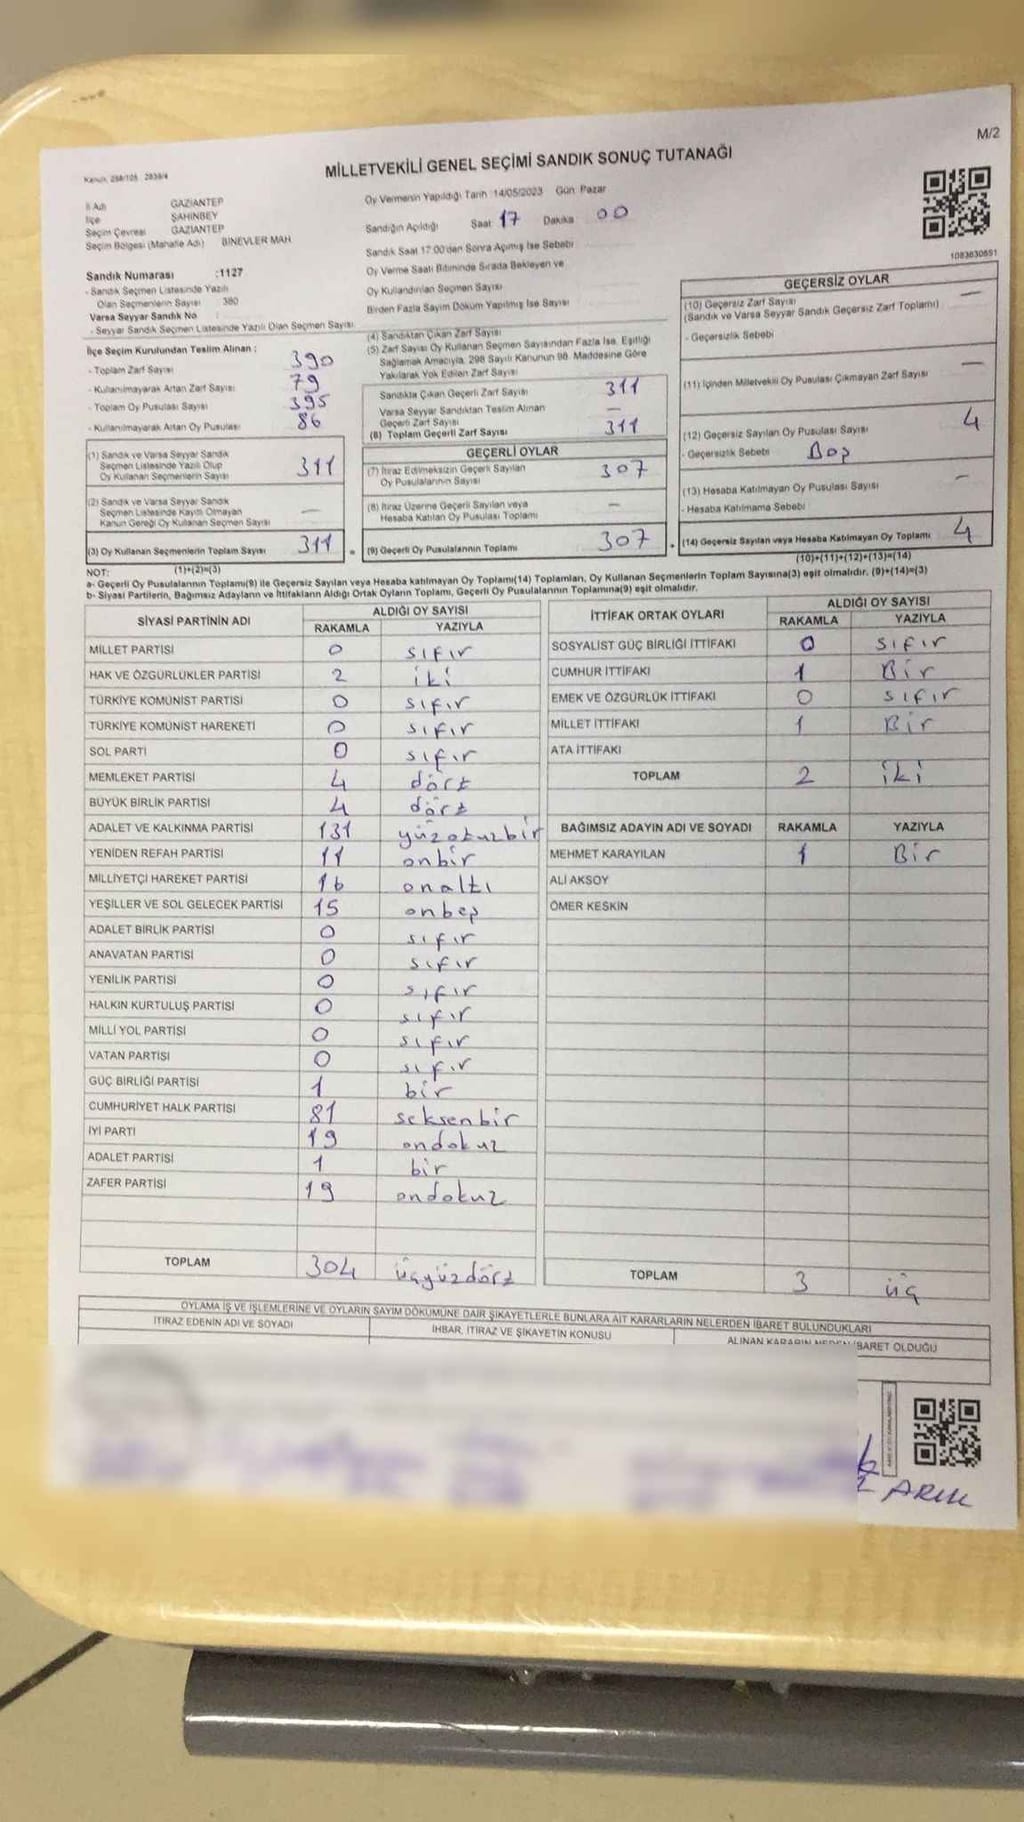 M/2
MİLLETVEKİLİ GENEL SEÇİMİ SANDIK SONUÇ TUTANAĞI
Kanun, 298/105 2839/4
İl Adı GAZİANTEP
İlçe ŞAHİNBEY
Seçim Çevresi GAZİANTEP
Seçim Bölgesi (Mahalle Adı) BİNEVLER MAH
Sandık Numarası :1127
- Sandık Seçmen Listesinde Yazılı
Olan Seçmenlerin Sayısı 380
Varsa Seyyar Sandık No :
- Seyyar Sandık Seçmen Listesinde Yazılı Olan Seçmen Sayısı:
İlçe Seçim Kurulundan Teslim Alınan :
- Toplam Zarf Sayısı 390
- Kullanılmayarak Artan Zarf Sayısı 79
- Toplam Oy Pusulası Sayısı 395
- Kullanılmayarak Artan Oy Pusulası 86
Oy Vermenin Yapıldığı Tarih :14/05/2023 Gün: Pazar
Sandığın Açıldığı Saat 17 Dakika 00
Sandık Saat 17:00'den Sonra Açımış İse Sebebi
Oy Verme Saati Bitiminde Sırada Bekleyen ve
Oy Kullandırılan Seçmen Sayısı
Birden Fazla Sayım Döküm Yapılmış İse Sayısı
(4) Sandıktan Çıkan Zarf Sayısı
(5) Zarf Sayısı Oy Kullanan Seçmen Sayısından Fazla İse, Eşitliği
Sağlamak Amacıyla, 298 Sayılı Kanunun 98. Maddesine Göre
Yakılarak Yok Edilen Zarf Sayısı
Sandıkta Çıkan Geçerli Zarf Sayısı 311
Varsa Seyyar Sandıktan Teslim Alınan
Geçerli Zarf Sayısı —
(6) Toplam Geçerli Zarf Sayısı 311
1083630691
GEÇERSİZ OYLAR
(10) Geçersiz Zarf Sayısı —
(Sandık ve Varsa Seyyar Sandık Geçersiz Zarf Toplamı)
- Geçersizlik Sebebi
(11) İçinden Milletvekili Oy Pusulası Çıkmayan Zarf Sayısı —
(12) Geçersiz Sayılan Oy Pusulası Sayısı 4
- Geçersizlik Sebebi Boş
(13) Hesaba Katılmayan Oy Pusulası Sayısı —
- Hesaba Katılmama Sebebi
(14) Geçersiz Sayılan veya Hesaba Katılmayan Oy Toplamı 4
(10)+(11)+(12)+(13)=(14)
(1) Sandık ve Varsa Seyyar Sandık
Seçmen Listesinde Yazılı Olup
Oy Kullanan Seçmenlerin Sayısı 311
(2) Sandık ve Varsa Seyyar Sandık
Seçmen Listesinde Kayıtlı Olmayan
Kanun Gereği Oy Kullanan Seçmen Sayısı —
(3) Oy Kullanan Seçmenlerin Toplam Sayısı 311
(1)+(2)=(3)
GEÇERLİ OYLAR
(7) İtiraz Edilmeksizin Geçerli Sayılan
Oy Pusulalarının Sayısı 307
(8) İtiraz Üzerine Geçerli Sayılan veya
Hesaba Katılan Oy Pusulası Toplamı —
(9) Geçerli Oy Pusulalarının Toplamı 307
NOT:
a- Geçerli Oy Pusulalarının Toplamı(9) ile Geçersiz Sayılan veya Hesaba katılmayan Oy Toplamı(14) Toplamları, Oy Kullanan Seçmenlerin Toplam Sayısına(3) eşit olmalıdır. (9)+(14)=(3)
b- Siyasi Partilerin, Bağımsız Adayların ve İttifakların Aldığı Ortak Oyların Toplamı, Geçerli Oy Pusulalarının Toplamına(9) eşit olmalıdır.
SİYASİ PARTİNİN ADI ALDIĞI OY SAYISI
RAKAMLA YAZIYLA
MİLLET PARTİSİ 0 sıfır
HAK VE ÖZGÜRLÜKLER PARTİSİ 2 iki
TÜRKİYE KOMÜNİST PARTİSİ 0 sıfır
TÜRKİYE KOMÜNİST HAREKETİ 0 sıfır
SOL PARTİ 0 sıfır
MEMLEKET PARTİSİ 4 dört
BÜYÜK BİRLİK PARTİSİ 4 dört
ADALET VE KALKINMA PARTİSİ 131 yüzotuzbir
YENİDEN REFAH PARTİSİ 11 onbir
MİLLİYETÇİ HAREKET PARTİSİ 16 onaltı
YEŞİLLER VE SOL GELECEK PARTİSİ 15 onbeş
ADALET BİRLİK PARTİSİ 0 sıfır
ANAVATAN PARTİSİ 0 sıfır
YENİLİK PARTİSİ 0 sıfır
HALKIN KURTULUŞ PARTİSİ 0 sıfır
MİLLİ YOL PARTİSİ 0 sıfır
VATAN PARTİSİ 0 sıfır
GÜÇ BİRLİĞİ PARTİSİ 1 bir
CUMHURİYET HALK PARTİSİ 81 seksenbir
İYİ PARTİ 19 ondokuz
ADALET PARTİSİ 1 bir
ZAFER PARTİSİ 19 ondokuz
TOPLAM 304 üçyüzdört
İTTİFAK ORTAK OYLARI ALDIĞI OY SAYISI
RAKAMLA YAZIYLA
SOSYALİST GÜÇ BİRLİĞİ İTTİFAKI 0 sıfır
CUMHUR İTTİFAKI 1 Bir
EMEK VE ÖZGÜRLÜK İTTİFAKI 0 sıfır
MİLLET İTTİFAKI 1 Bir
ATA İTTİFAKI
TOPLAM 2 iki
BAĞIMSIZ ADAYIN ADI VE SOYADI RAKAMLA YAZIYLA
MEHMET KARAYILAN 1 Bir
ALİ AKSOY
ÖMER KESKİN
TOPLAM 3 üç
OYLAMA İŞ VE İŞLEMLERİNE VE OYLARIN SAYIM DÖKÜMÜNE DAİR ŞİKAYETLERLE BUNLARA AİT KARARLARIN NELERDEN İBARET BULUNDUKLARI
İTİRAZ EDENİN ADI VE SOYADI İHBAR, İTİRAZ VE ŞİKAYETİN KONUSU ALINAN KARARIN NEDEN İBARET OLDUĞU